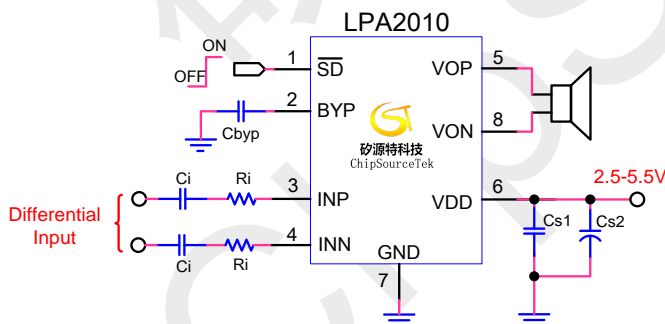 LPA2010
ON
OFF
1
SD
2
BYP
Cbyp
Differential
Input
Ci
Ri
3
INP
Ci
Ri
4
INN
矽源特科技
ChipSourceTek
VOP
5
VON
8
VDD
6
2.5-5.5V
Cs1
Cs2
GND
7